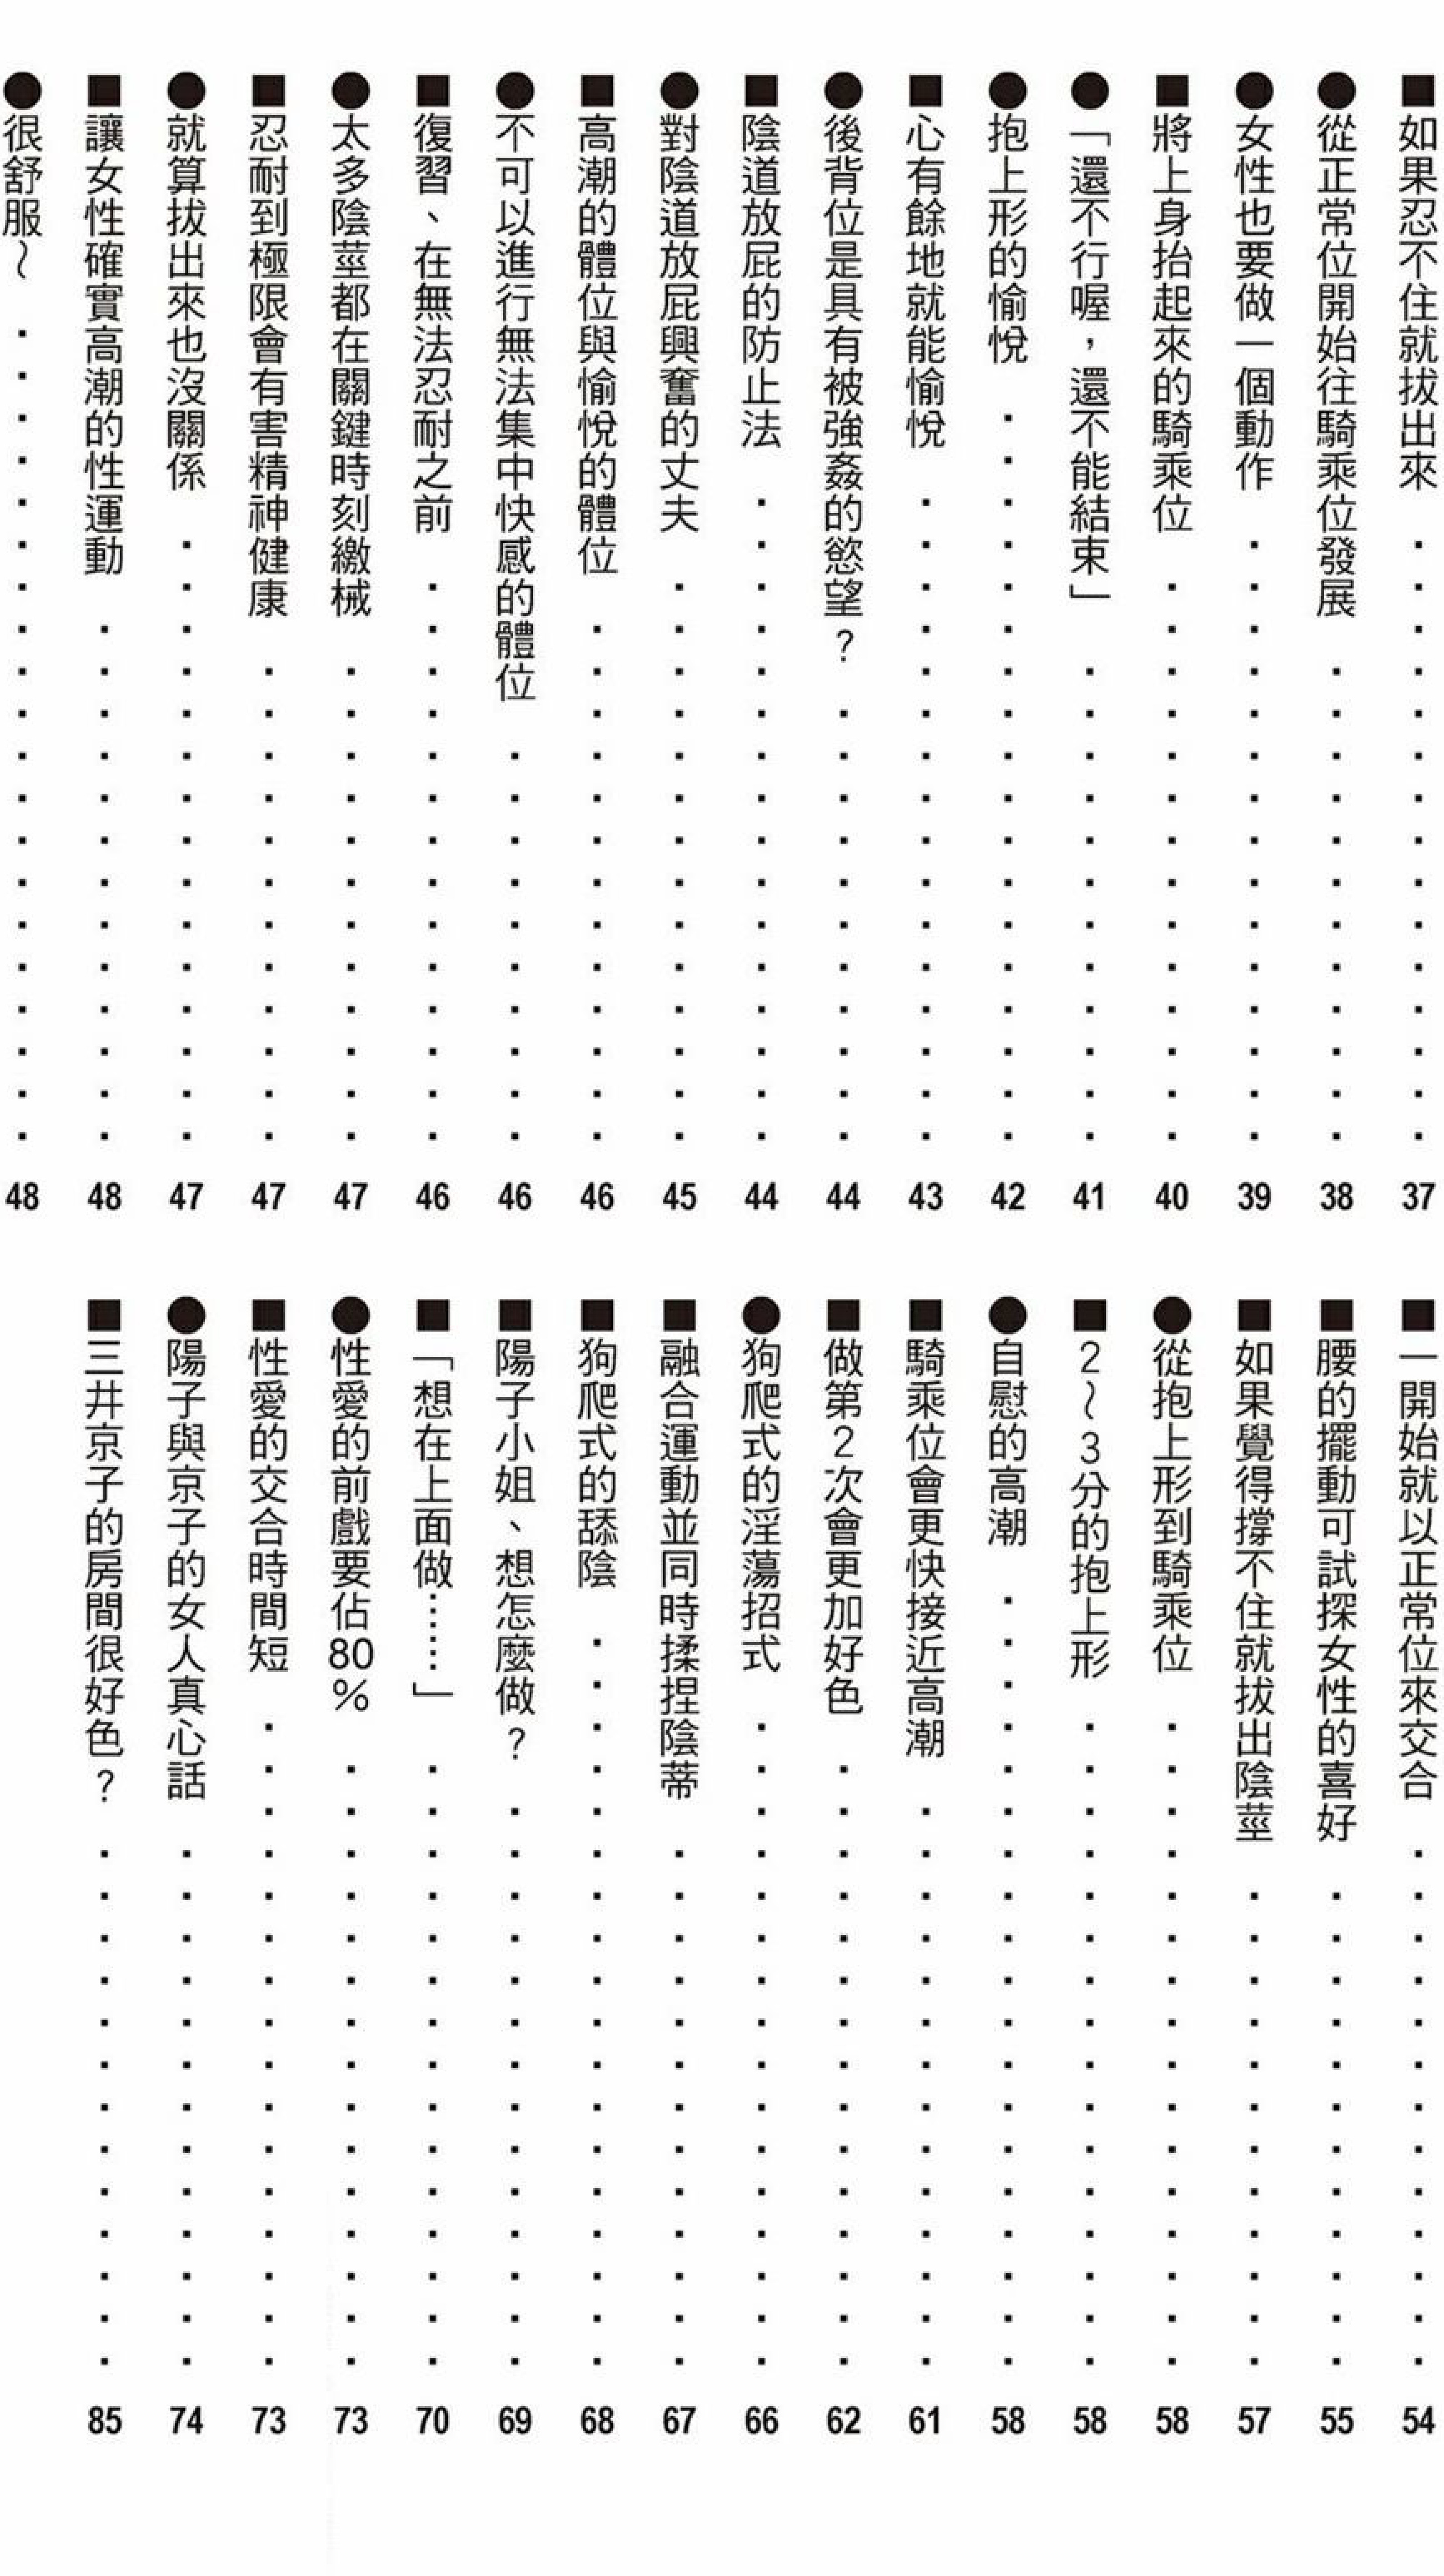 ■如果忍不住就拔出來 ・・・・・・・・・・・・・・・ 37
●從正常位開始往騎乘位發展 ・・・・・・・・・・・・ 38
●女性也要做一個動作 ・・・・・・・・・・・・・・・ 39
■將上身抬起來的騎乘位 ・・・・・・・・・・・・・・ 40
●「還不行喔，還不能結束」 ・・・・・・・・・・・・ 41
●抱上形的愉悅 ・・・・・・・・・・・・・・・・・・ 42
■心有餘地就能愉悅 ・・・・・・・・・・・・・・・・ 43
●後背位是具有被強姦的慾望？ ・・・・・・・・・・・ 44
■陰道放屁的防止法 ・・・・・・・・・・・・・・・・ 44
●對陰道放屁興奮的丈夫 ・・・・・・・・・・・・・・ 45
■高潮的體位與愉悅的體位 ・・・・・・・・・・・・・ 46
●不可以進行無法集中快感的體位 ・・・・・・・・・・ 46
■復習、在無法忍耐之前 ・・・・・・・・・・・・・・ 46
●太多陰莖都在關鍵時刻繳械 ・・・・・・・・・・・・ 47
■忍耐到極限會有害精神健康 ・・・・・・・・・・・・ 47
●就算拔出來也沒關係 ・・・・・・・・・・・・・・・ 47
■讓女性確實高潮的性運動 ・・・・・・・・・・・・・ 48
●很舒服～ ・・・・・・・・・・・・・・・・・・・・ 48
■一開始就以正常位來交合 ・・・・・・・・・・・・・ 54
■腰的擺動可試探女性的喜好 ・・・・・・・・・・・・ 55
■如果覺得撐不住就拔出陰莖 ・・・・・・・・・・・・ 57
●從抱上形到騎乘位 ・・・・・・・・・・・・・・・・ 58
■2～3分的抱上形 ・・・・・・・・・・・・・・・・ 58
●自慰的高潮 ・・・・・・・・・・・・・・・・・・・ 58
■騎乘位會更快接近高潮 ・・・・・・・・・・・・・・ 61
■做第2次會更加好色 ・・・・・・・・・・・・・・・ 62
●狗爬式的淫蕩招式 ・・・・・・・・・・・・・・・・ 66
■融合運動並同時揉捏陰蒂 ・・・・・・・・・・・・・ 67
■狗爬式的舔陰 ・・・・・・・・・・・・・・・・・・ 68
■陽子小姐、想怎麼做？ ・・・・・・・・・・・・・・ 69
■「想在上面做……」 ・・・・・・・・・・・・・・・ 70
●性愛的前戲要佔80% ・・・・・・・・・・・・・・・ 73
■性愛的交合時間短 ・・・・・・・・・・・・・・・・ 73
●陽子與京子的女人真心話 ・・・・・・・・・・・・・ 74
■三井京子的房間很好色？ ・・・・・・・・・・・・・ 85